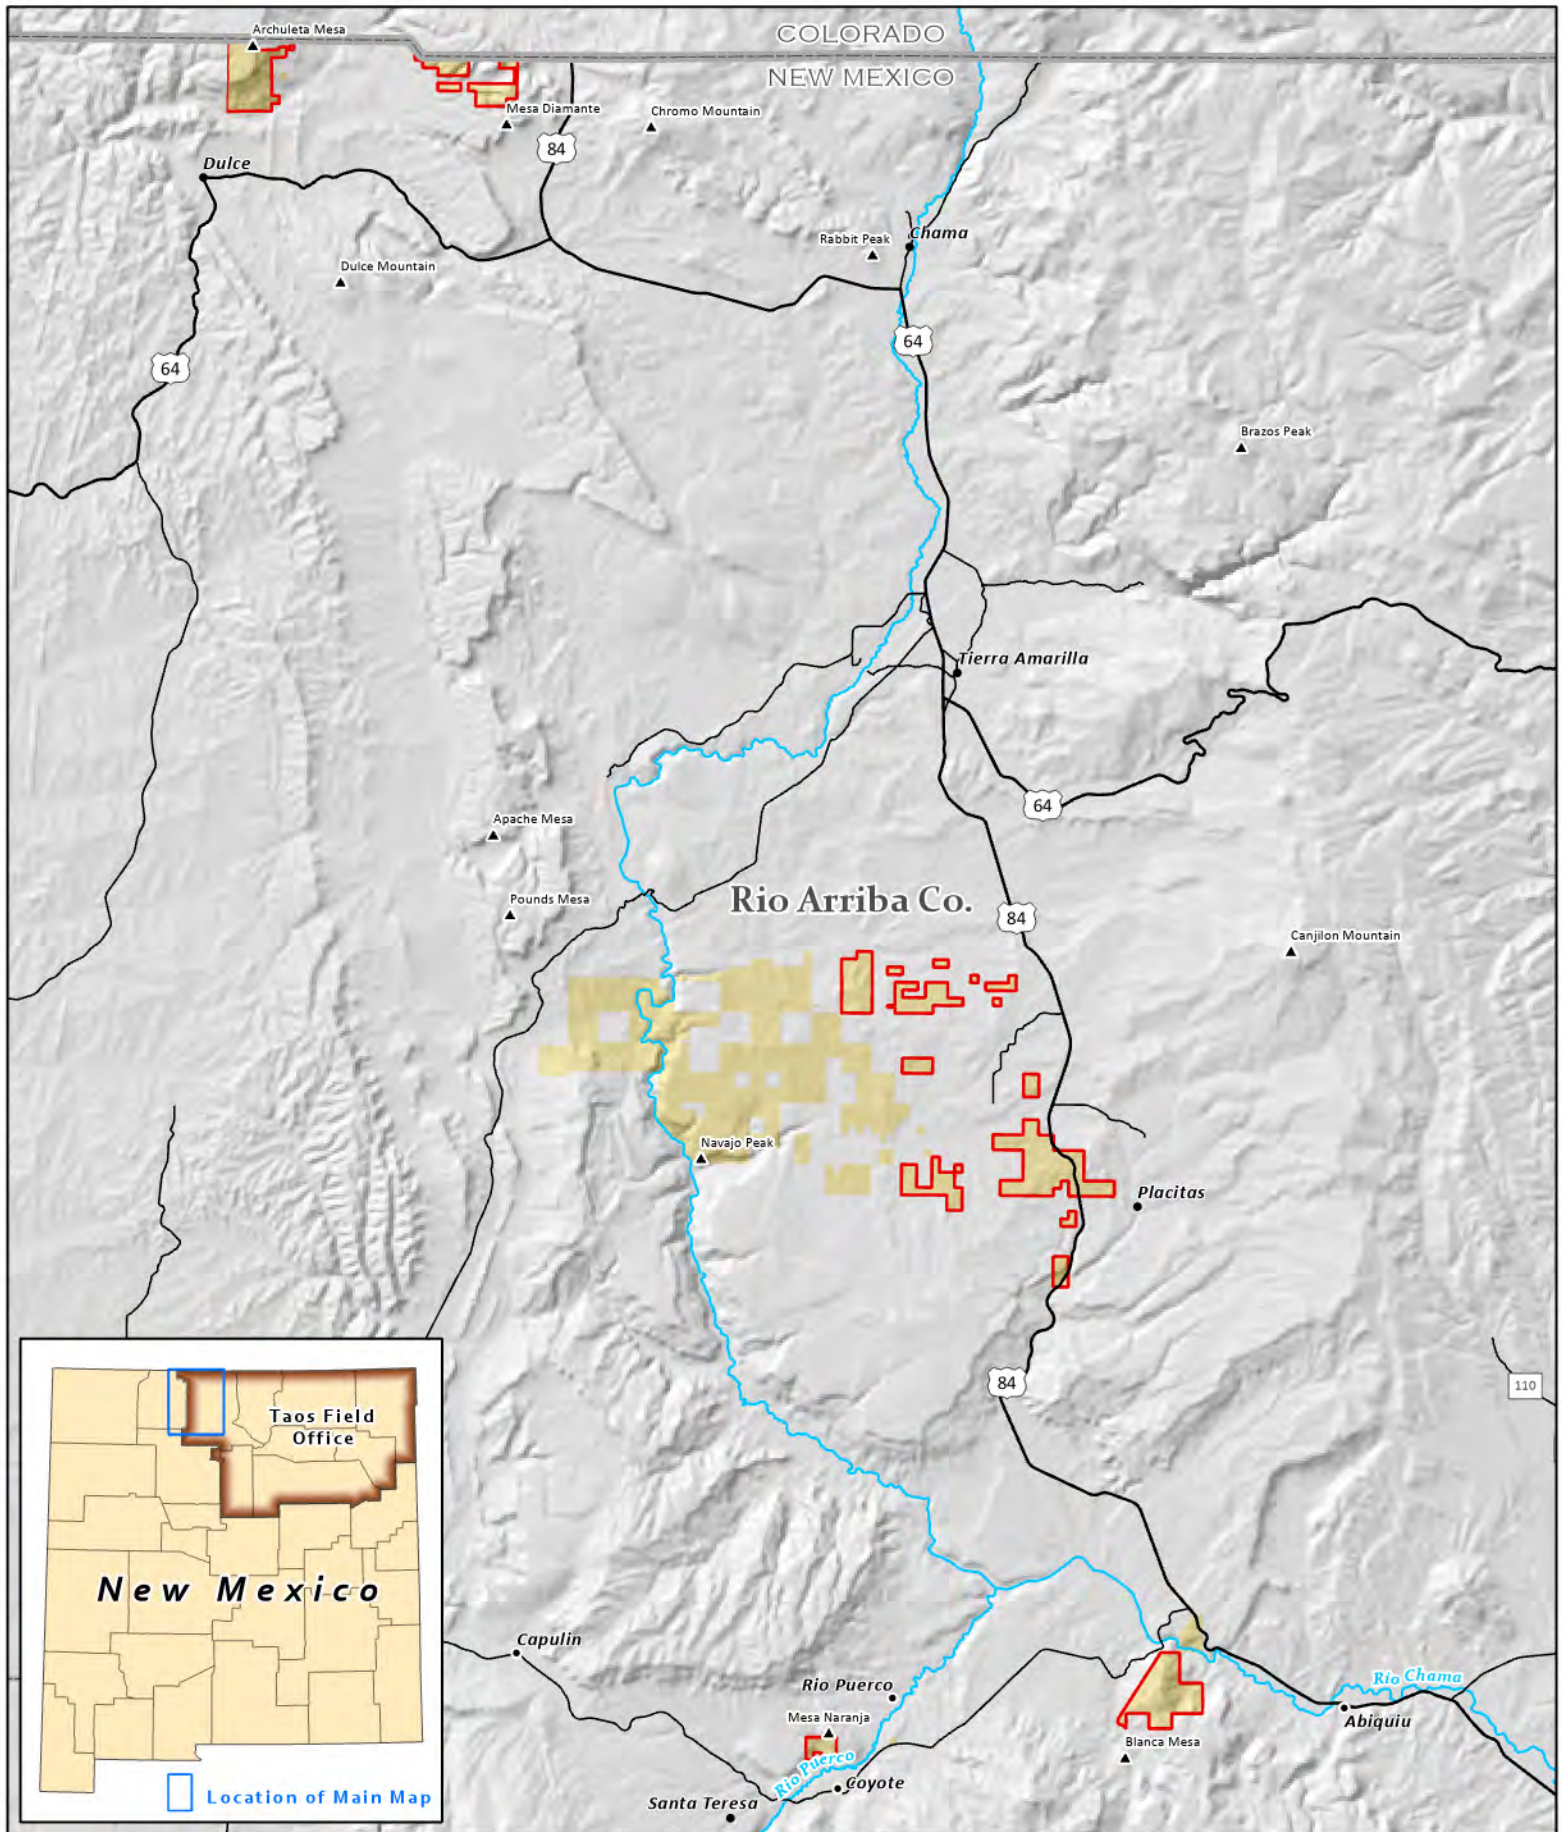 Archuleta Mesa
COLORADO
NEW MEXICO
Mesa Diamante
Chromo Mountain
84
Dulce
Rabbit Peak
Chama
Dulce Mountain
64
64
Brazos Peak
Tierra Amarilla
64
Apache Mesa
Pounds Mesa
Rio Arriba Co.
84
Canjilon Mountain
Navajo Peak
Placitas
84
110
Taos Field
Office
New Mexico
Location of Main Map
Capulin
Rio Puerco
Mesa Naranja
Rio Puerco
Coyote
Santa Teresa
Rio Chama
Abiquiu
Blanca Mesa